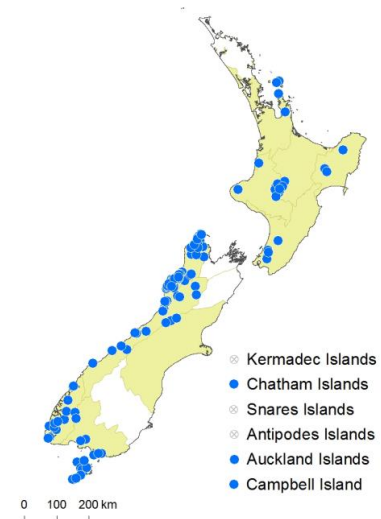 Kermadec Islands
Chatham Islands
Snares Islands
Antipodes Islands
Auckland Islands
Campbell Island
0 100 200 km